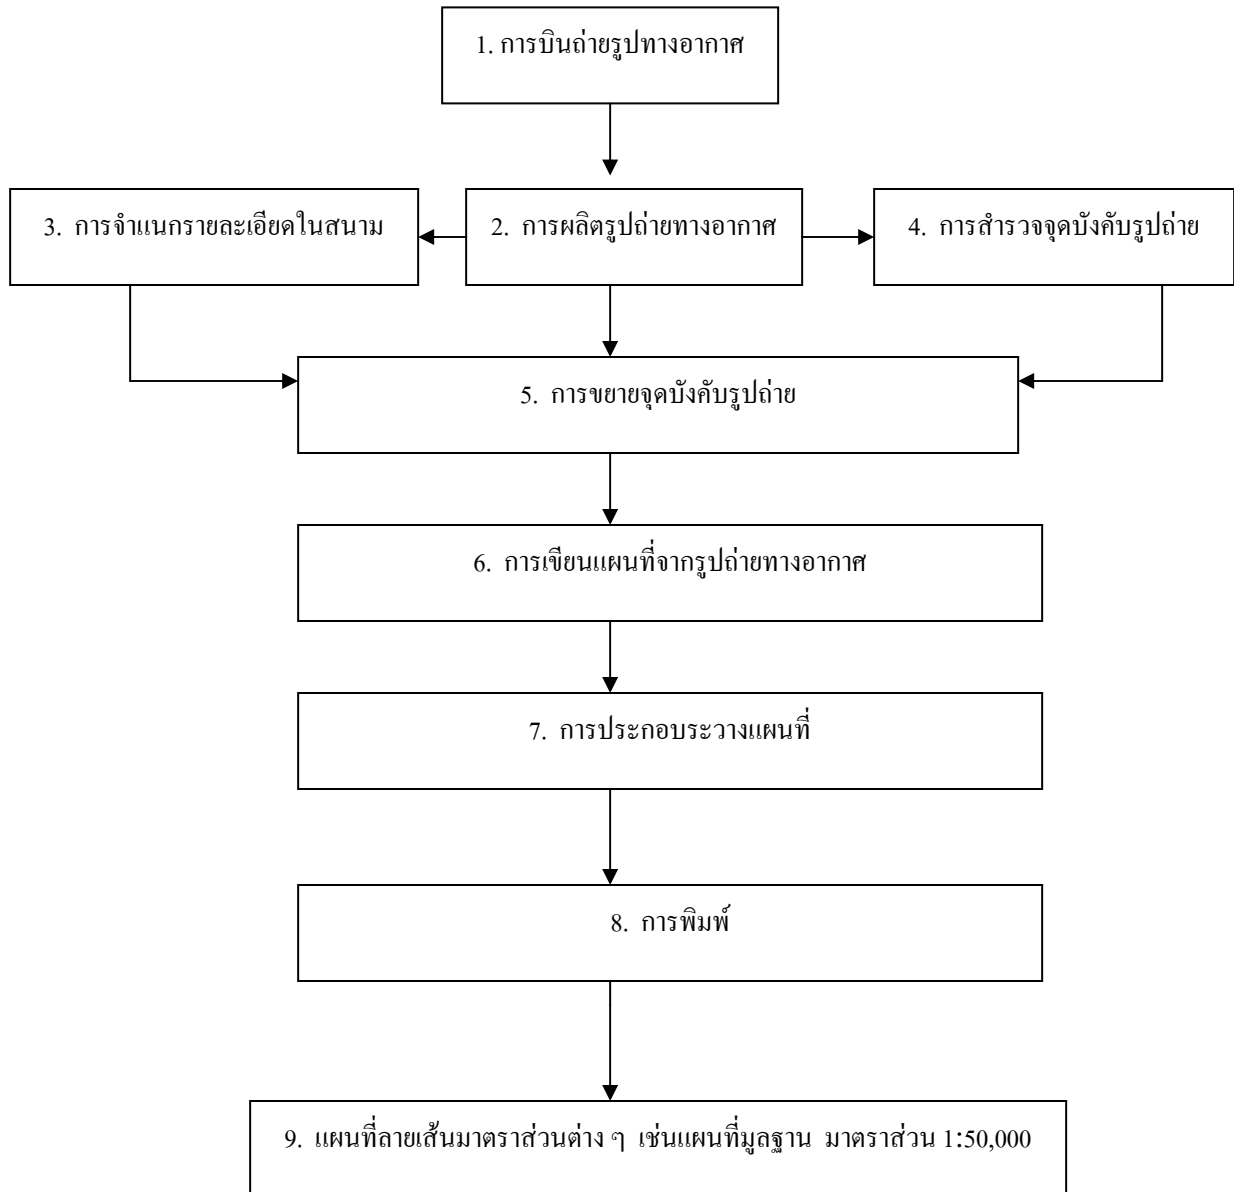 1. การบินถ่ายรูปทางอากาศ
3. การจำแนกรายละเอียดในสนาม
2. การผลิตรูปถ่ายทางอากาศ
4. การสำรวจจุดบังคับรูปถ่าย
5. การขยายจุดบังคับรูปถ่าย
6. การเขียนแผนที่จากรูปถ่ายทางอากาศ
7. การประกอบระวางแผนที่
8. การพิมพ์
9. แผนที่ลายเส้นมาตราส่วนต่าง ๆ เช่นแผนที่มูลฐาน มาตราส่วน 1:50,000